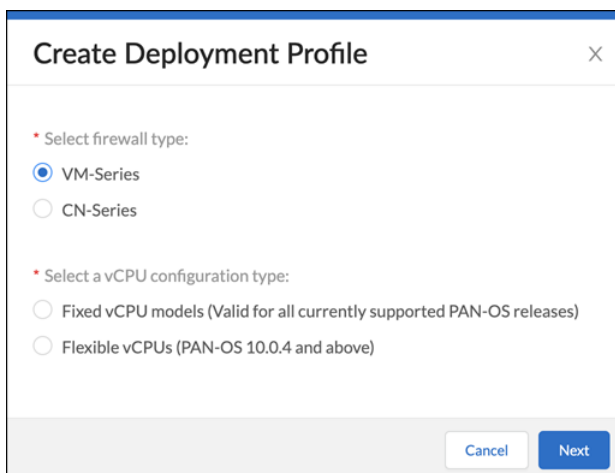 Create Deployment Profile
* Select firewall type:
VM-Series
CN-Series
* Select a vCPU configuration type:
Fixed vCPU models (Valid for all currently supported PAN-OS releases)
Flexible vCPUs (PAN-OS 10.0.4 and above)
Cancel Next